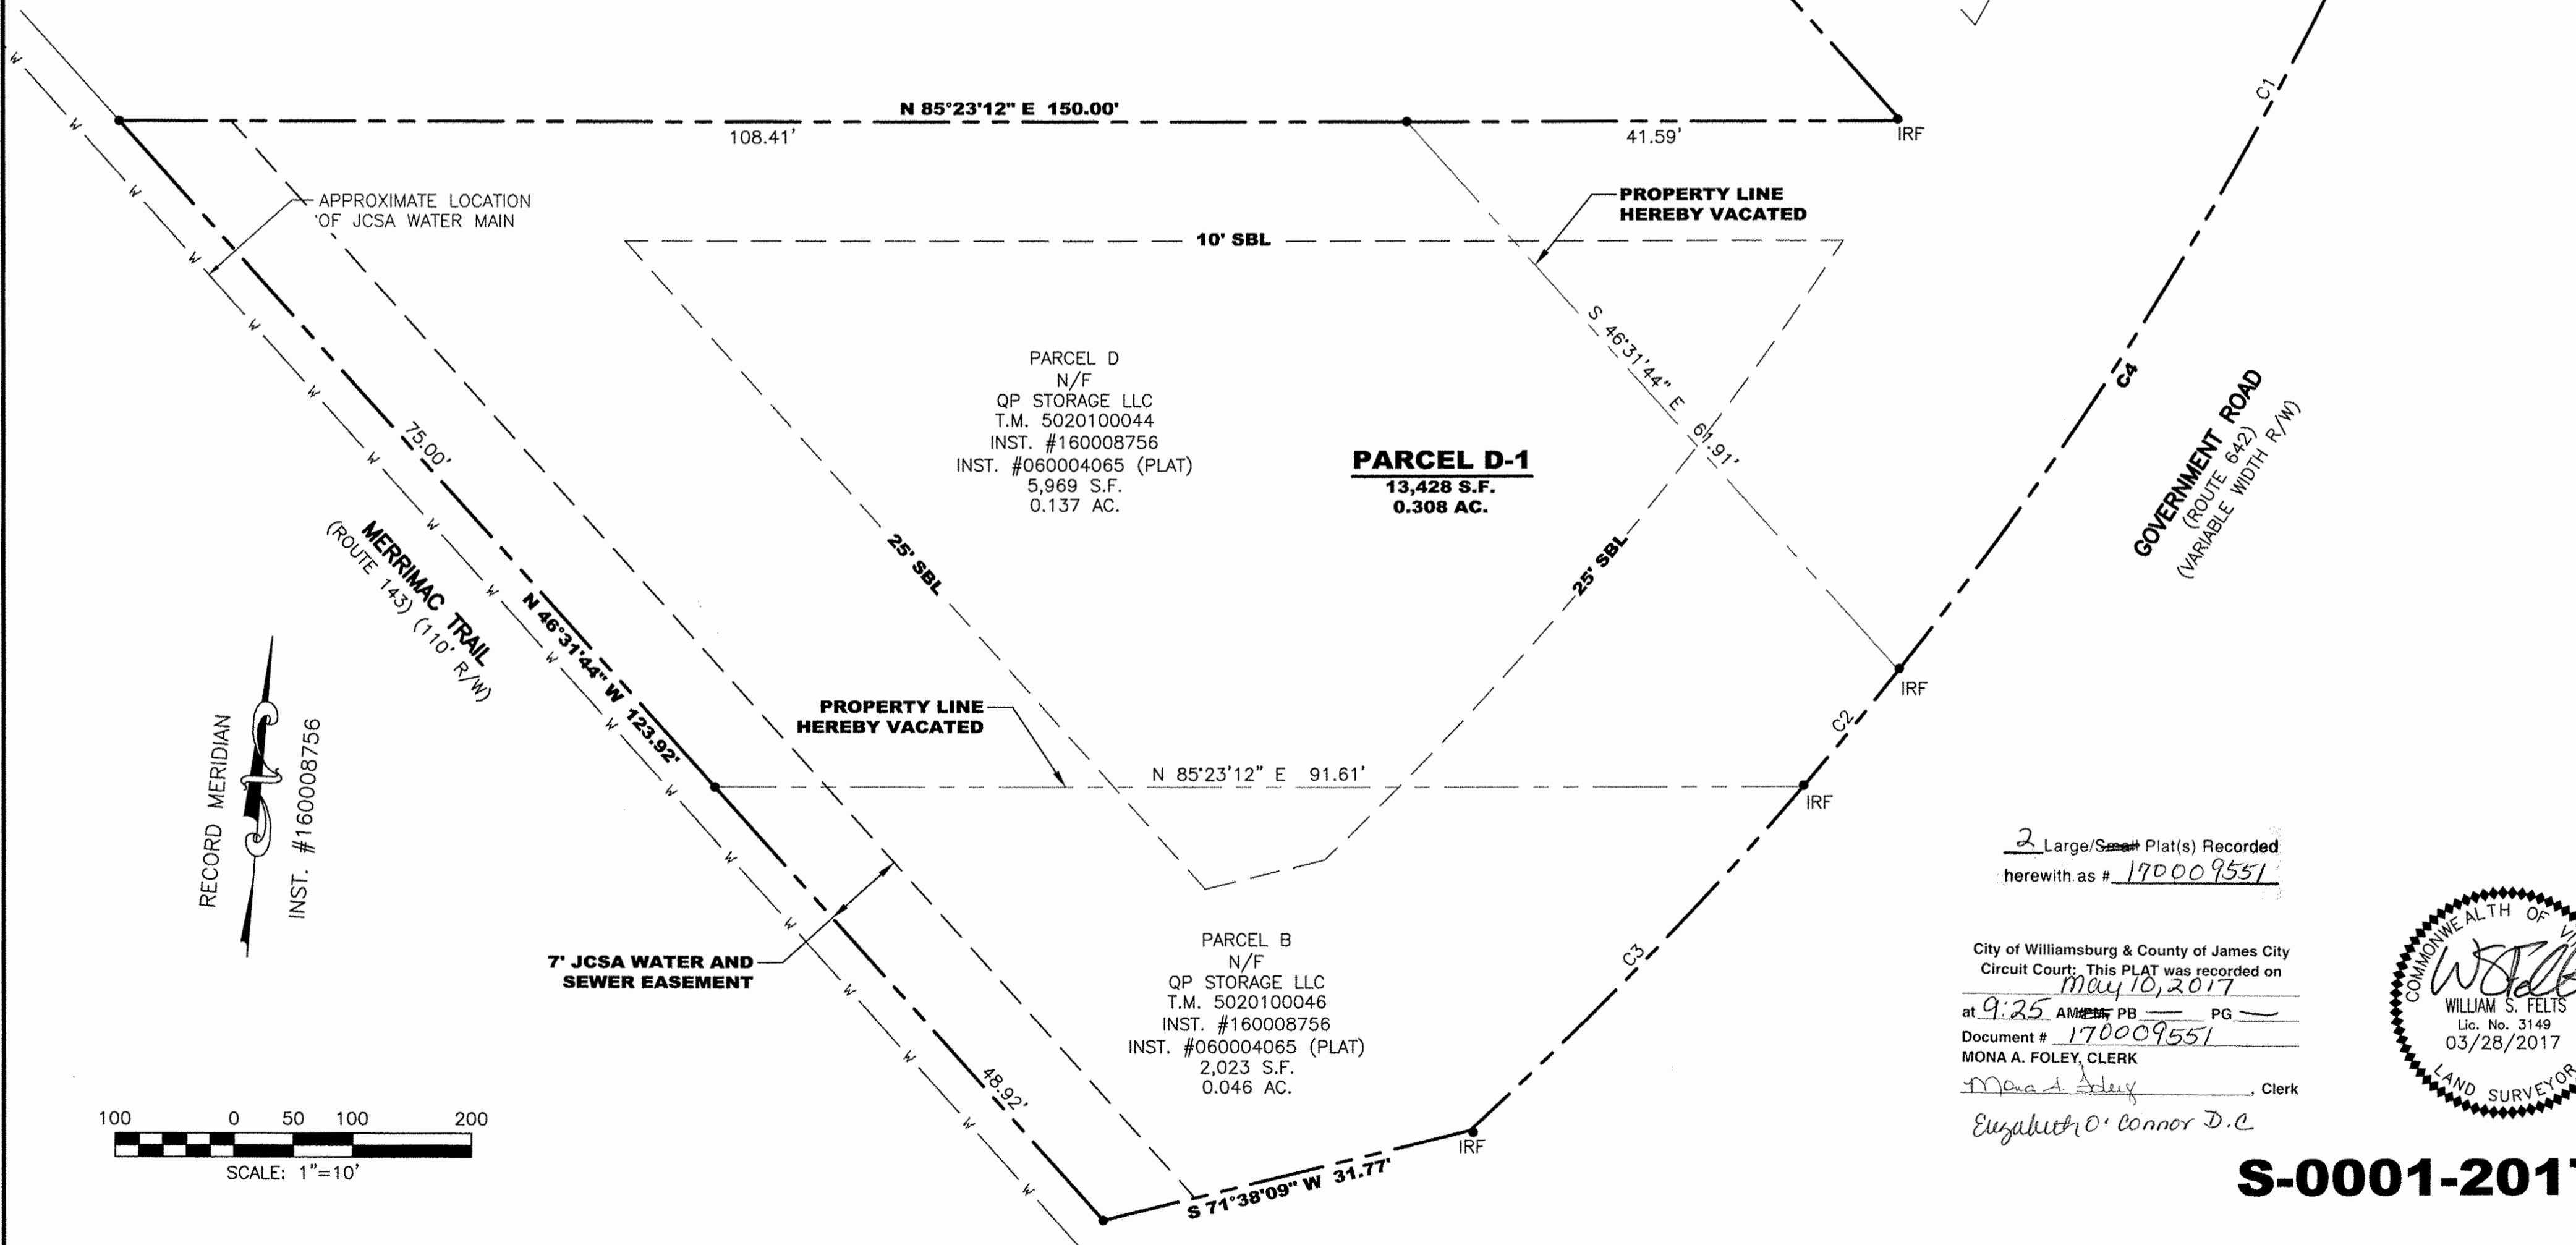 N 85°23'12" E 150.00'
108.41'
41.59'
IRF
C1
APPROXIMATE LOCATION
OF JCSA WATER MAIN
PROPERTY LINE
HEREBY VACATED
10' SBL
S 46°31'44" E 61.91'
PARCEL D
N/F
QP STORAGE LLC
T.M. 5020100044
INST. #160008756
INST. #060004065 (PLAT)
5,969 S.F.
0.137 AC.
PARCEL D-1
13,428 S.F.
0.308 AC.
C4
GOVERNMENT ROAD
(ROUTE 642)
(VARIABLE WIDTH R/W)
75.00'
MERRIMAC TRAIL
(ROUTE 143) (110' R/W)
N 46°31'44" W 123.92'
25' SBL
25' SBL
IRF
C2
PROPERTY LINE
HEREBY VACATED
N 85°23'12" E 91.61'
IRF
RECORD MERIDIAN
INST. #160008756
7' JCSA WATER AND
SEWER EASEMENT
PARCEL B
N/F
QP STORAGE LLC
T.M. 5020100046
INST. #160008756
INST. #060004065 (PLAT)
2,023 S.F.
0.046 AC.
C3
48.92'
IRF
S 71°38'09" W 31.77'
100 0 50 100 200
SCALE: 1"=10'
2 Large/Small Plat(s) Recorded
herewith as # 170009551
City of Williamsburg & County of James City
Circuit Court: This PLAT was recorded on
May 10, 2017
at 9:25 AM/PM, PB — PG —
Document # 170009551
MONA A. FOLEY, CLERK
Mona A. Foley, Clerk
Elizabeth O'Connor D.C
COMMONWEALTH OF
WILLIAM S. FELTS
Lic. No. 3149
03/28/2017
LAND SURVEYOR
S-0001-201
W W W W W W W W W W W W W W W W W W W W